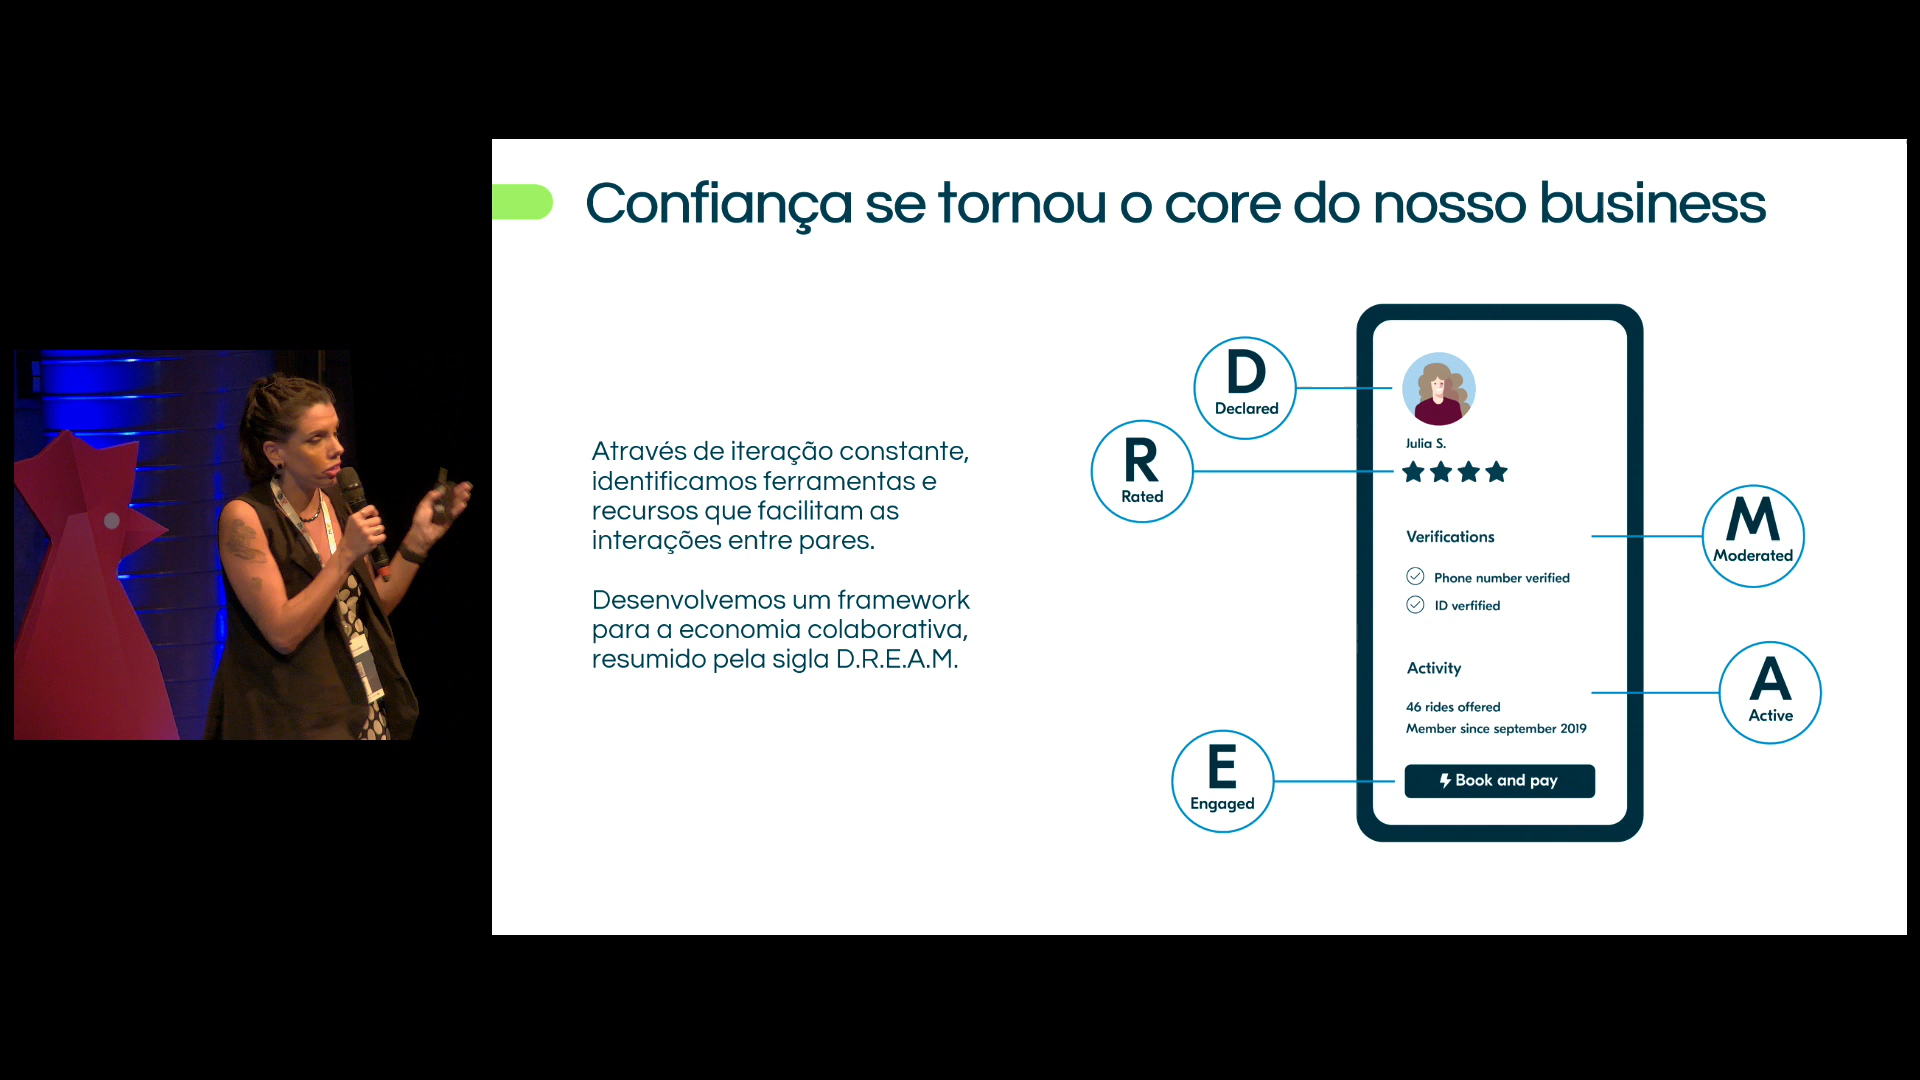 Confiança se tornou o core do nosso business
Através de iteração constante,
identificamos ferramentas e
recursos que facilitam as
interações entre pares.
Desenvolvemos um framework
para a economia colaborativa,
resumido pela sigla D.R.E.A.M.
D
Declared
R
Rated
E
Engaged
Julia S.
Verifications
Phone number verified
ID verfified
Activity
46 rides offered
Member since september 2019
Book and pay
M
Moderated
A
Active